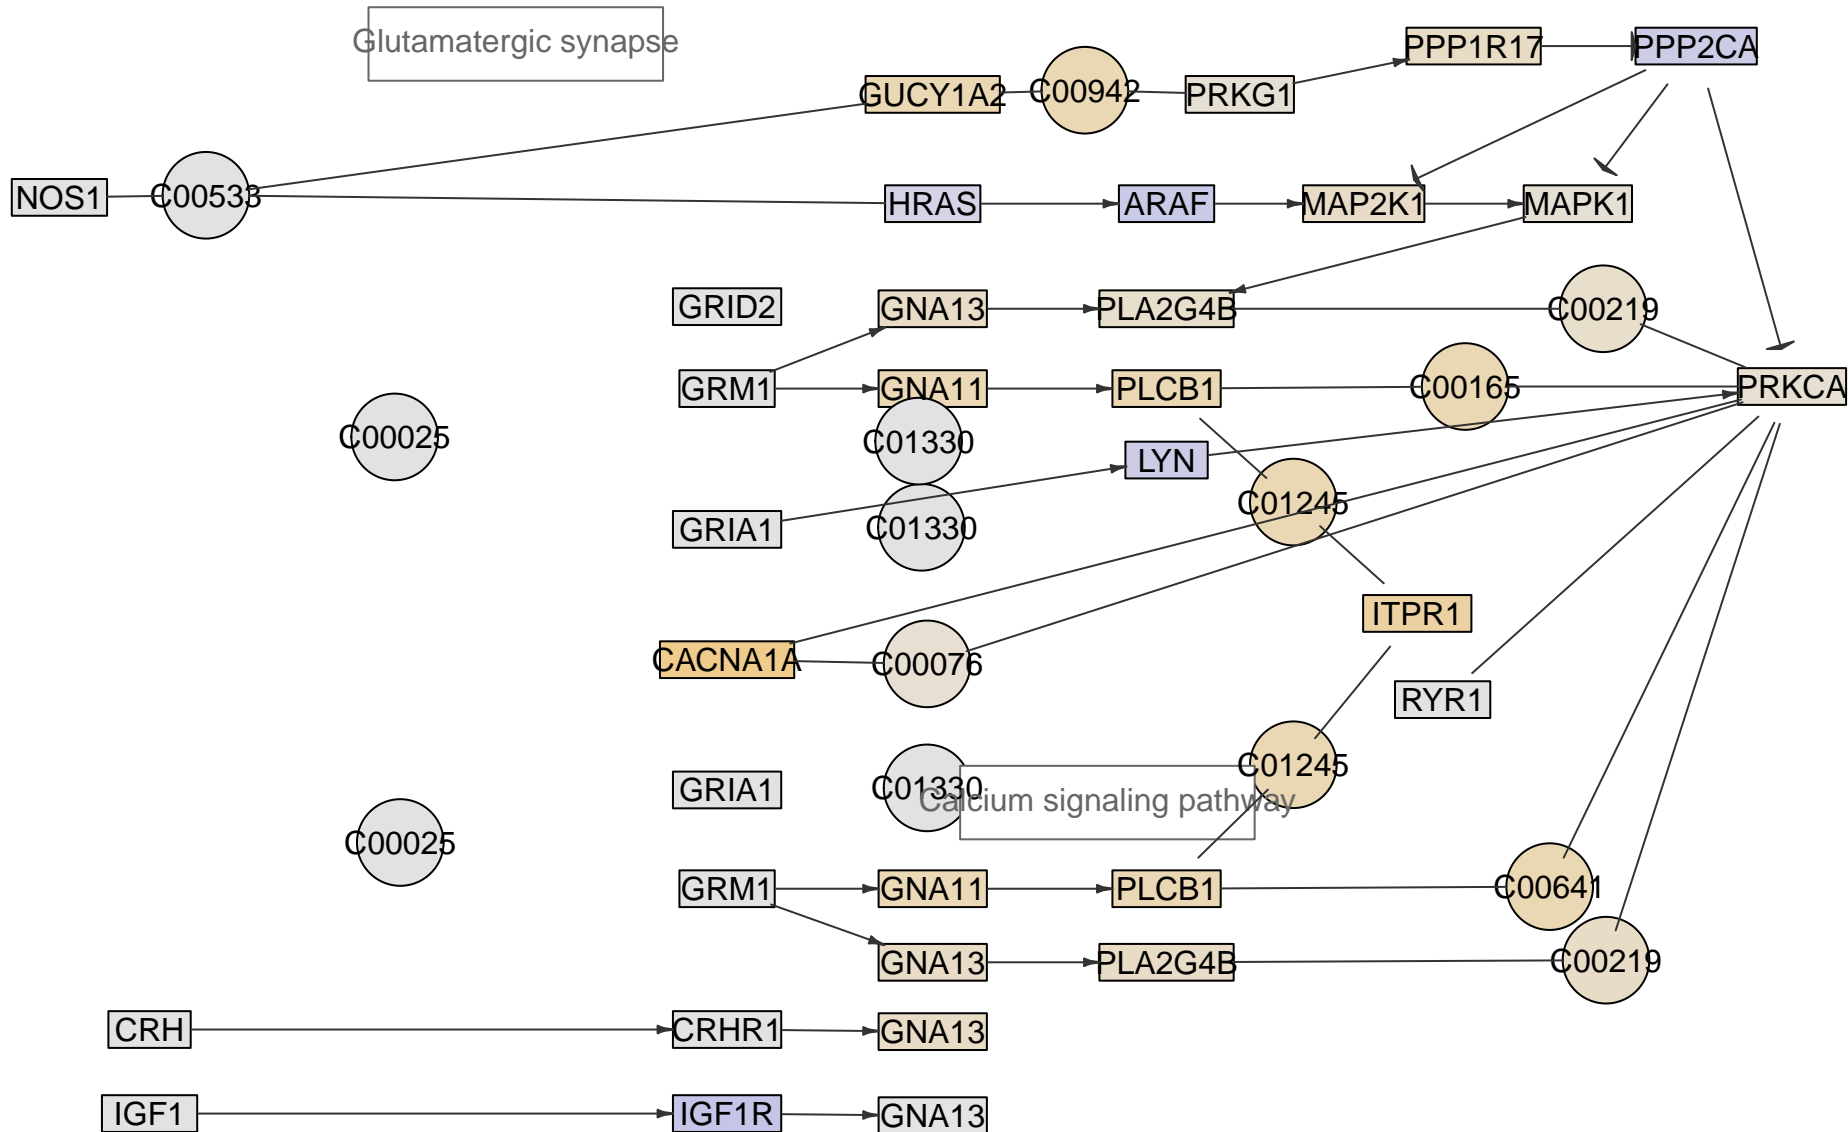 Glutamatergic synapse
PPP1R17
PPP2CA
GUCY1A2
C00942
PRKG1
NOS1
C00533
HRAS
ARAF
MAP2K1
MAPK1
GRID2
GNA13
PLA2G4B
C00219
GRM1
GNA11
PLCB1
C00165
PRKCA
C00025
C01330
LYN
C01245
GRIA1
C01330
ITPR1
CACNA1A
C00076
RYR1
C01245
GRIA1
C01330
Calcium signaling pathway
C00025
GRM1
GNA11
PLCB1
C00641
GNA13
PLA2G4B
C00219
CRH
CRHR1
GNA13
IGF1
IGF1R
GNA13